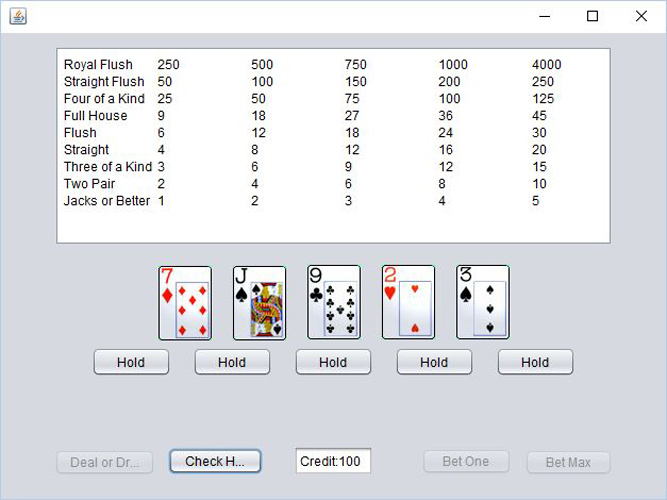 Royal Flush 250 500 750 1000 4000
Straight Flush 50 100 150 200 250
Four of a Kind 25 50 75 100 125
Full House 9 18 27 36 45
Flush 6 12 18 24 30
Straight 4 8 12 16 20
Three of a Kind 3 6 9 12 15
Two Pair 2 4 6 8 10
Jacks or Better 1 2 3 4 5
7 J 9 2 3
Hold Hold Hold Hold Hold
Deal or Dr... Check H... Credit:100 Bet One Bet Max